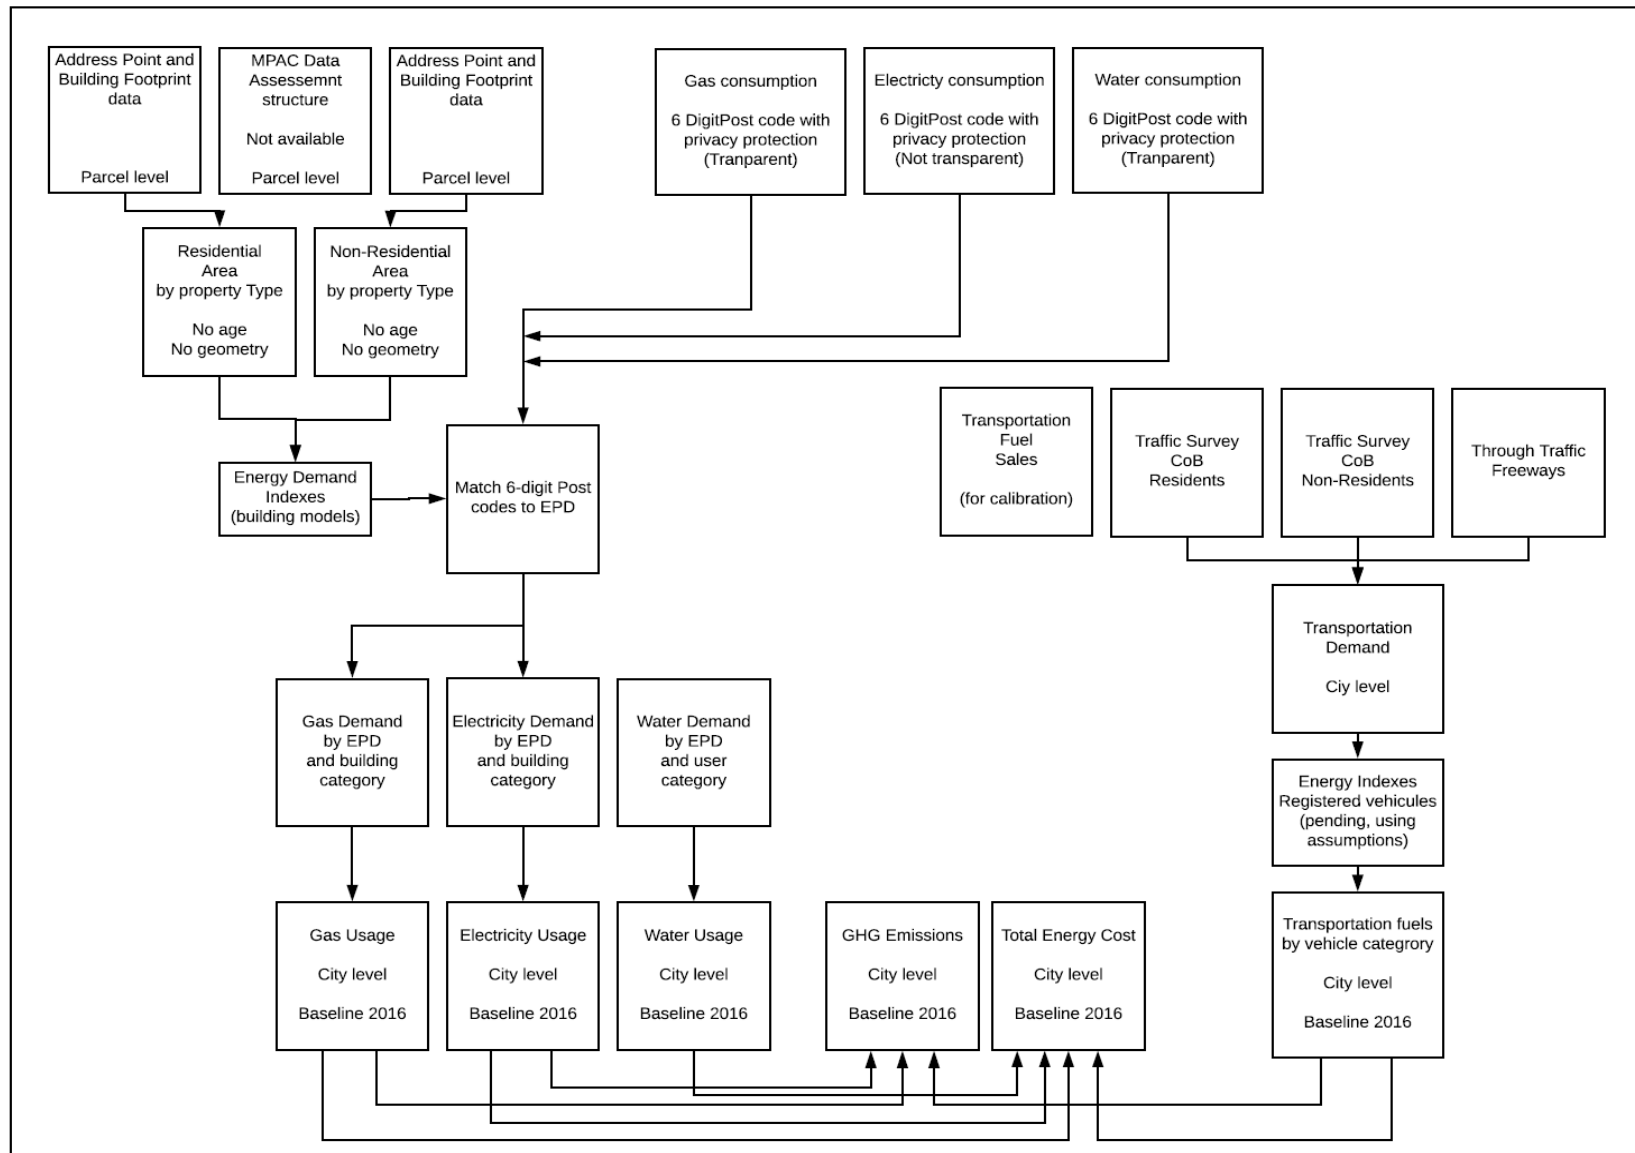 Address Point and
Building Footprint
data
Parcel level
MPAC Data
Assessemnt
structure
Not available
Parcel level
Address Point and
Building Footprint
data
Parcel level
Gas consumption
6 DigitPost code with
privacy protection
(Tranparent)
Electricty consumption
6 DigitPost code with
privacy protection
(Not transparent)
Water consumption
6 DigitPost code with
privacy protection
(Tranparent)
Residential
Area
by property Type
No age
No geometry
Non-Residential
Area
by property Type
No age
No geometry
Energy Demand
Indexes
(building models)
Match 6-digit Post
codes to EPD
Transportation
Fuel
Sales
(for calibration)
Traffic Survey
CoB
Residents
Traffic Survey
CoB
Non-Residents
Through Traffic
Freeways
Transportation
Demand
Ciy level
Gas Demand
by EPD
and building
category
Electricity Demand
by EPD
and building
category
Water Demand
by EPD
and user
category
Energy Indexes
Registered vehicules
(pending, using
assumptions)
Gas Usage
City level
Baseline 2016
Electricity Usage
City level
Baseline 2016
Water Usage
City level
Baseline 2016
GHG Emissions
City level
Baseline 2016
Total Energy Cost
City level
Baseline 2016
Transportation fuels
by vehicle categrory
City level
Baseline 2016